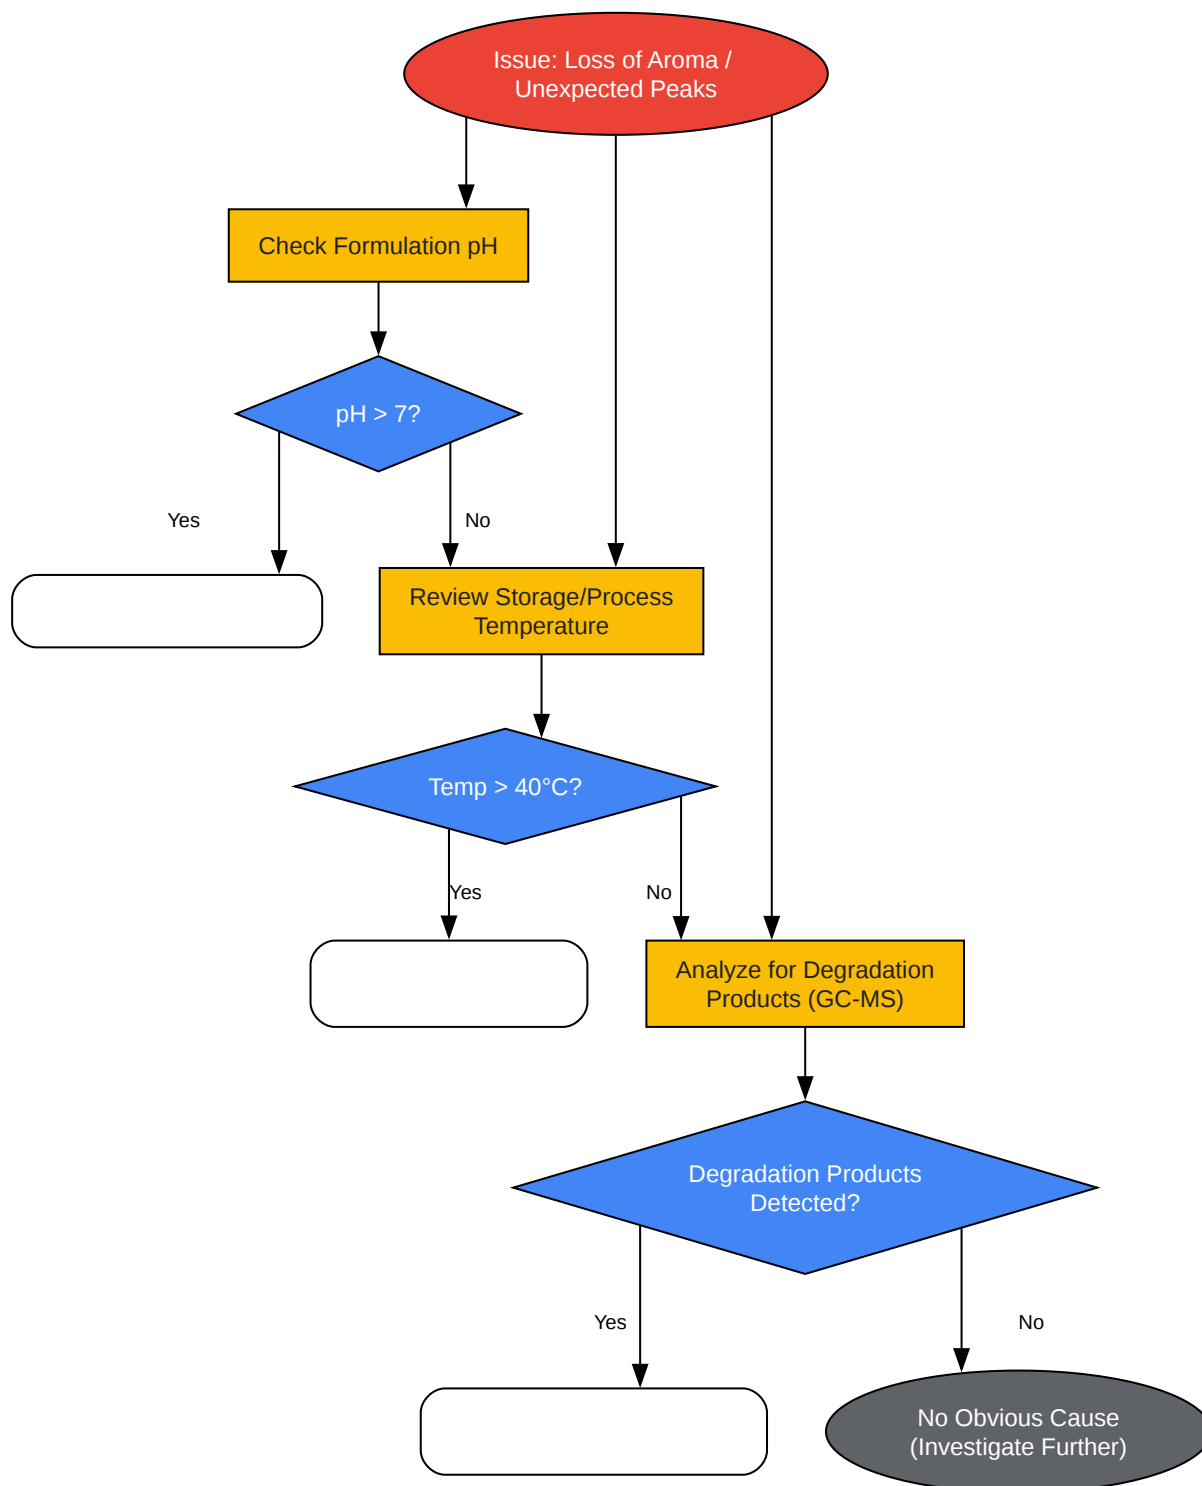 Issue: Loss of Aroma /
Unexpected Peaks
Check Formulation pH
pH > 7?
Yes
No
Review Storage/Process
Temperature
Temp > 40°C?
Yes
No
Analyze for Degradation
Products (GC-MS)
Degradation Products
Detected?
Yes
No
No Obvious Cause
(Investigate Further)